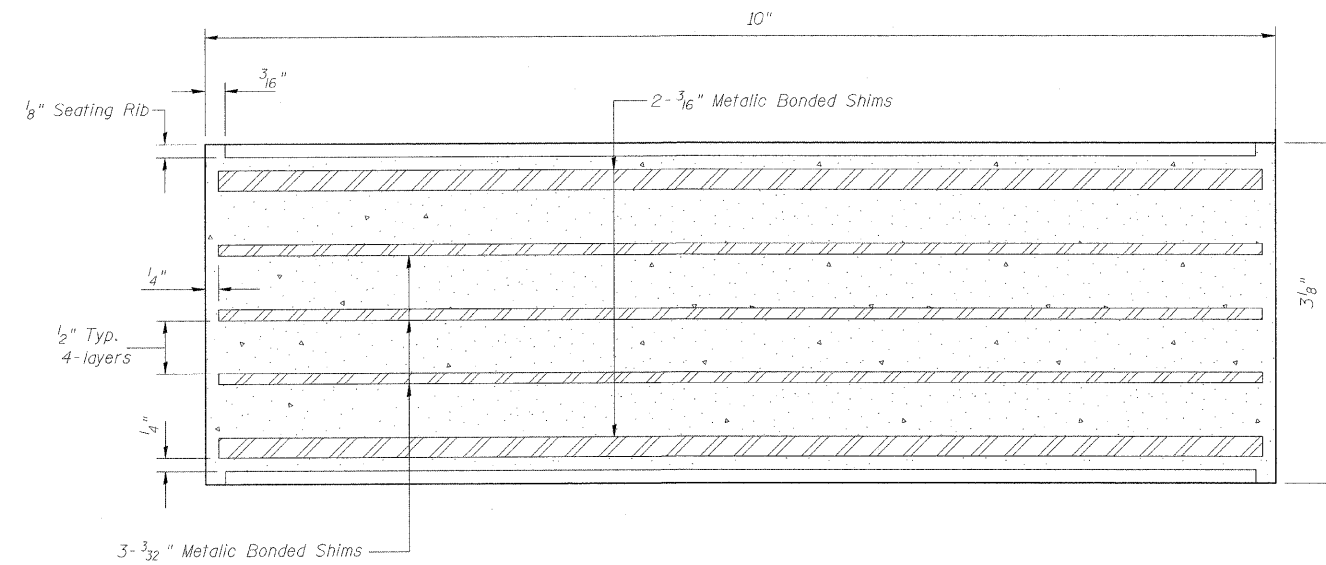 10"
3/16"
1/8" Seating Rib
2-3/16" Metalic Bonded Shims
1/4"
1/2" Typ.
4-layers
3 1/8"
1/4"
3-3/32" Metalic Bonded Shims